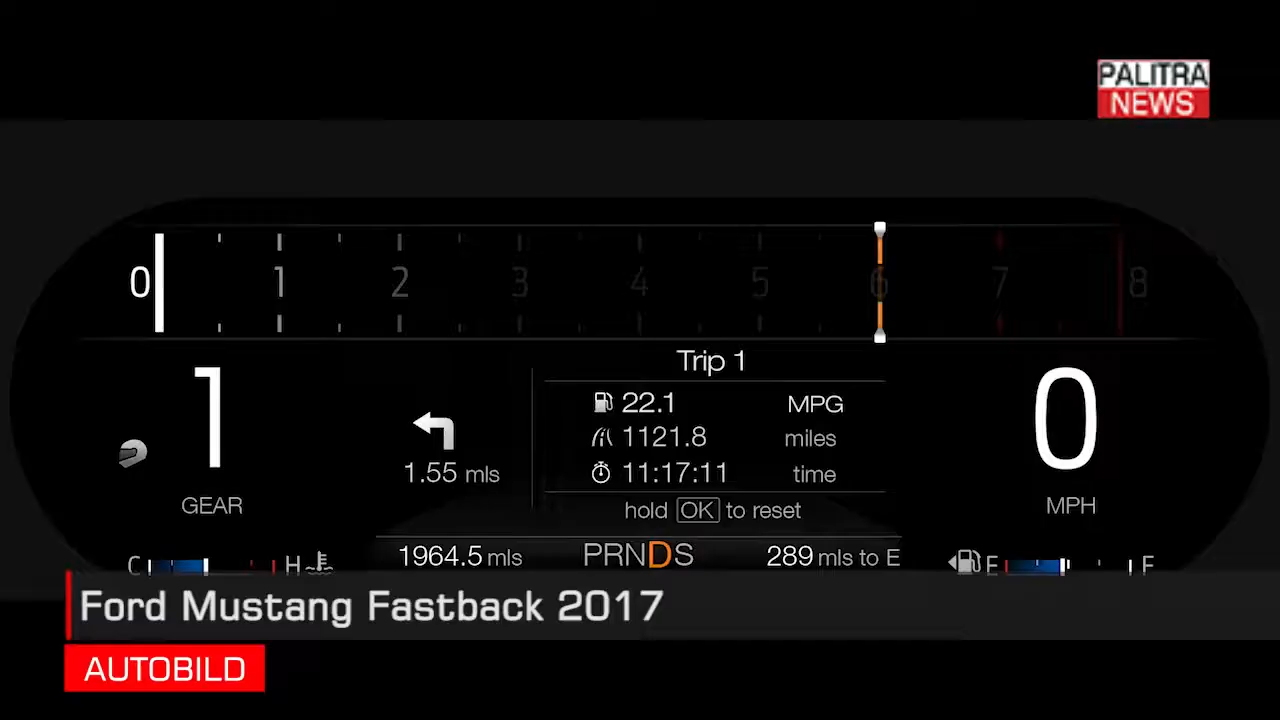 PALITRA
NEWS
0 1 2 3 4 5 6 7 8
Trip 1
22.1 MPG
1121.8 miles
11:17:11 time
hold OK to reset
1
GEAR
1.55 mls
0
MPH
C H
1964.5 mls
PRNDS
289 mls to E
E F
Ford Mustang Fastback 2017
AUTOBILD